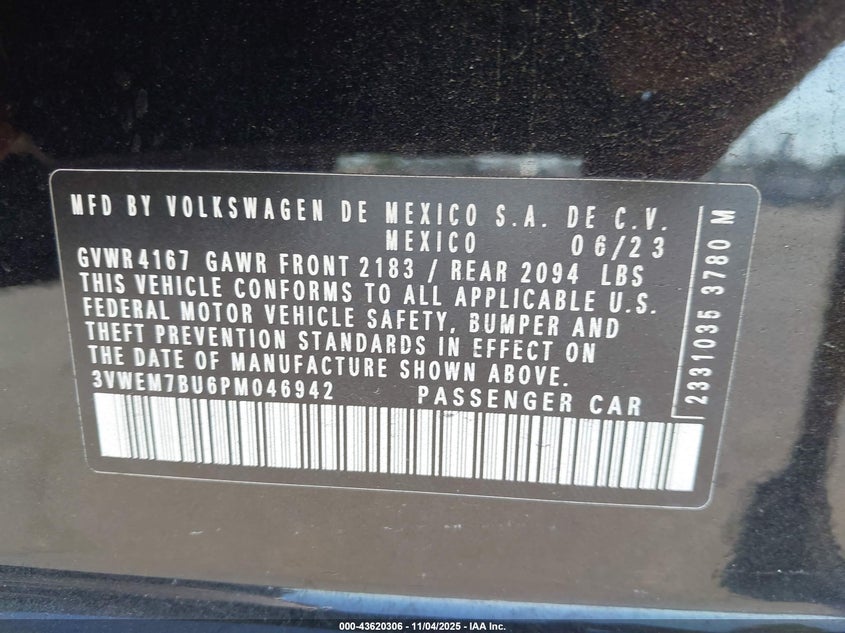 MFD BY VOLKSWAGEN DE MEXICO S.A. DE C.V.
MEXICO 06/23
GVWR 4167 GAWR FRONT 2183 / REAR 2094 LBS
THIS VEHICLE CONFORMS TO ALL APPLICABLE U.S.
FEDERAL MOTOR VEHICLE SAFETY, BUMPER AND
THEFT PREVENTION STANDARDS IN EFFECT ON
THE DATE OF MANUFACTURE SHOWN ABOVE.
3VWEM7BU6PM046942 PASSENGER CAR
2331035 3780 M
000-43620306 - 11/04/2025 - IAA Inc.